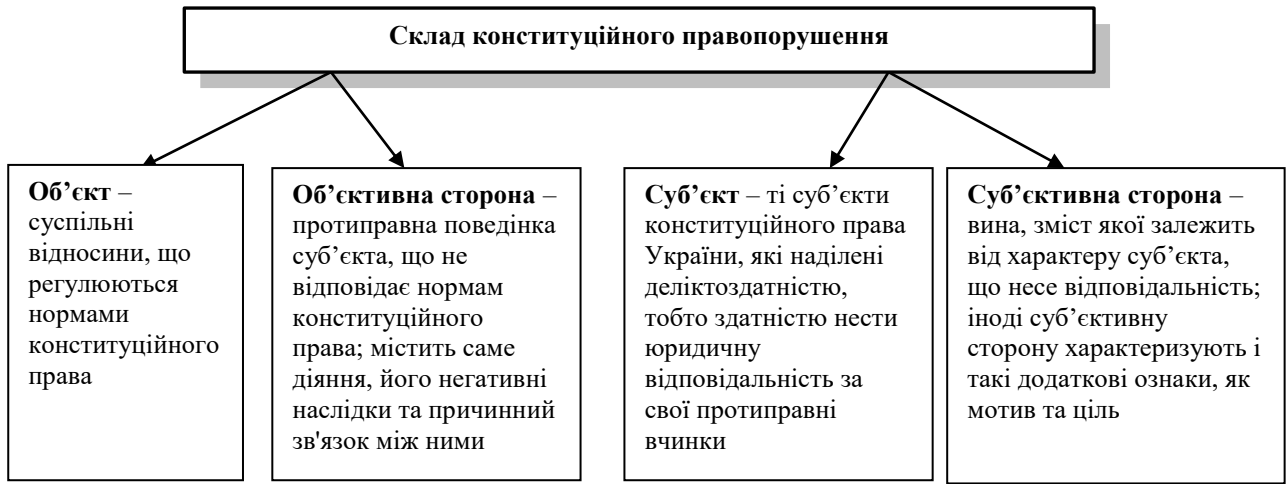 Склад конституційного правопорушення
Об’єкт –
суспільні
відносини, що
регулюються
нормами
конституційного
права
Об’єктивна сторона –
протиправна поведінка
суб’єкта, що не
відповідає нормам
конституційного
права; містить саме
діяння, його негативні
наслідки та причинний
зв'язок між ними
Суб’єкт – ті суб’єкти
конституційного права
України, які наділені
деліктоздатністю,
тобто здатністю нести
юридичну
відповідальність за
свої протиправні
вчинки
Суб’єктивна сторона –
вина, зміст якої залежить
від характеру суб’єкта,
що несе відповідальність;
іноді суб’єктивну
сторону характеризують і
такі додаткові ознаки, як
мотив та ціль